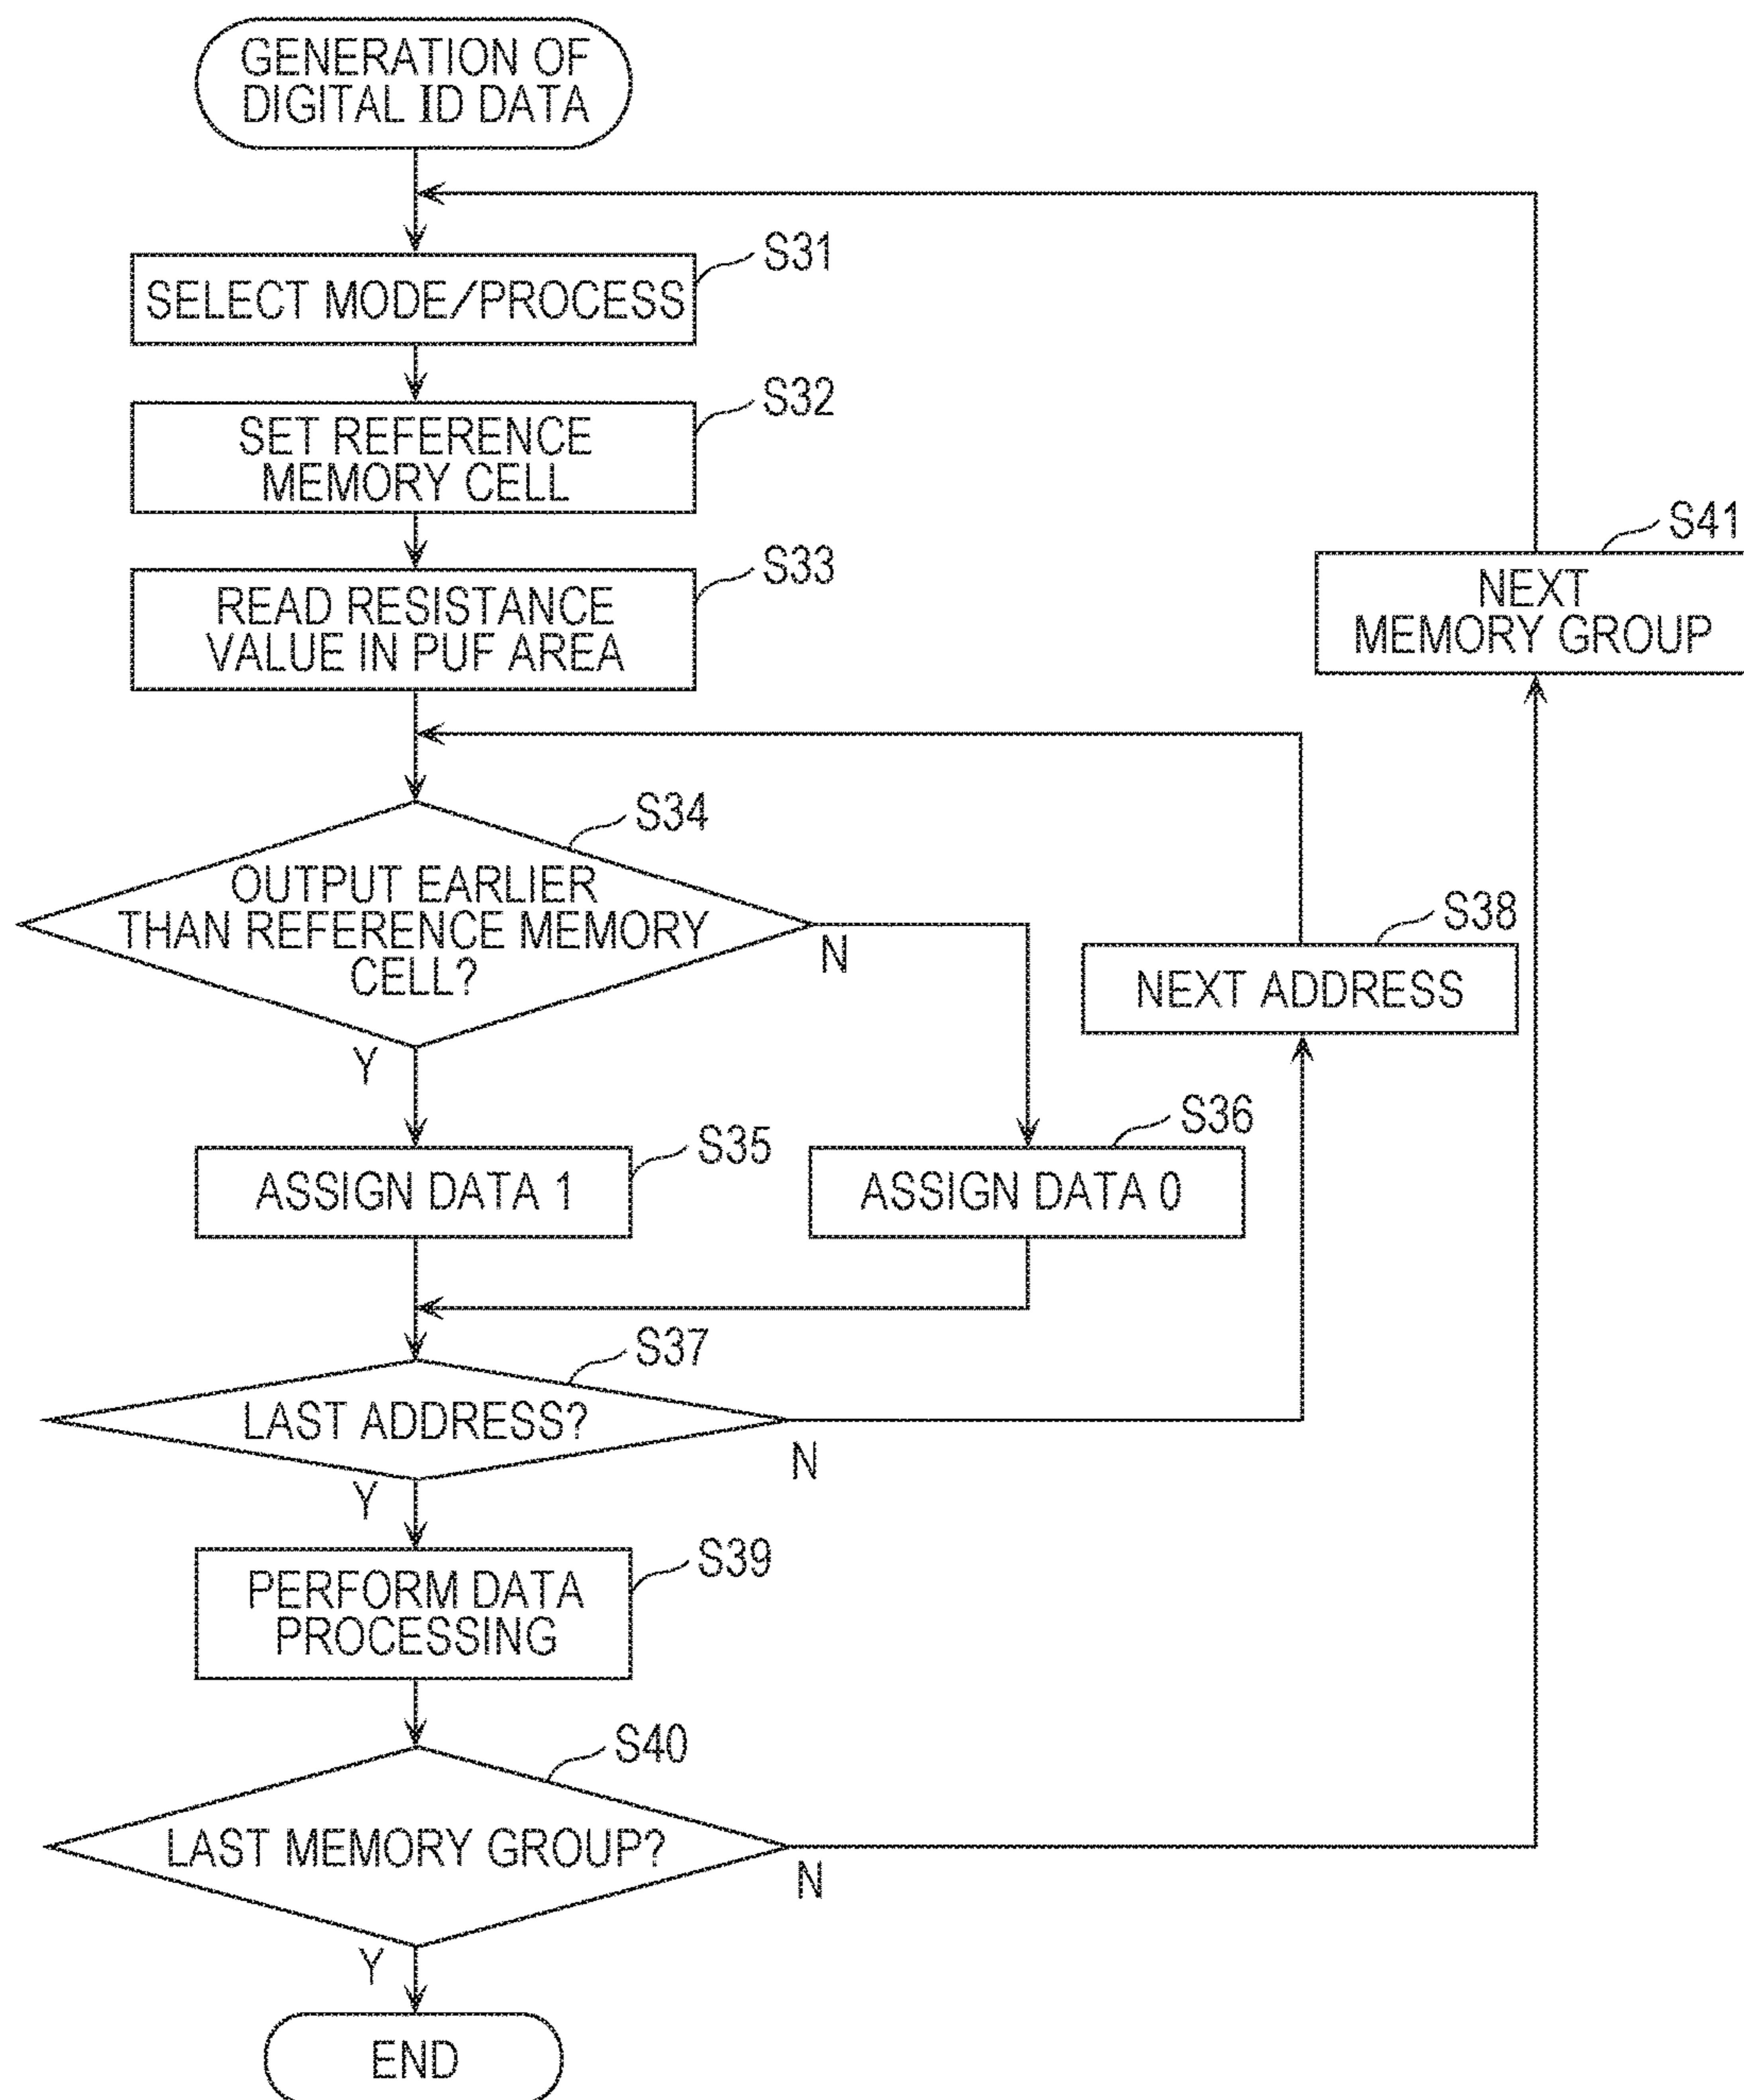 GENERATION OF
DIGITAL ID DATA
S31
SELECT MODE/PROCESS
S32
SET REFERENCE
MEMORY CELL
S41
NEXT
MEMORY GROUP
S33
READ RESISTANCE
VALUE IN PUF AREA
S34
OUTPUT EARLIER
THAN REFERENCE MEMORY
CELL?
N
Y
S38
NEXT ADDRESS
S35
ASSIGN DATA 1
S36
ASSIGN DATA 0
S37
LAST ADDRESS?
N
Y
S39
PERFORM DATA
PROCESSING
S40
LAST MEMORY GROUP?
N
Y
END